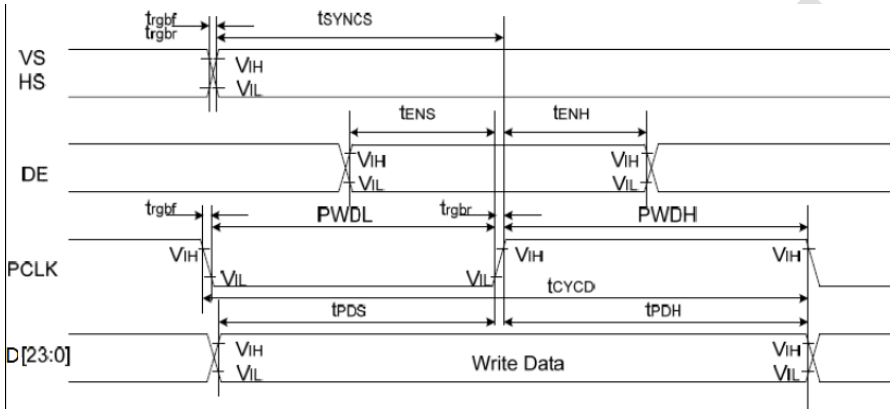 trgbf tSYNCS
trgbr
VS VIH
HS VIL
tENS tENH
DE VIH VIH
VIL VIL
trgbf PWDL trgbr PWDH
PCLK VIH VIH VIH
VIL VIL
tCYCD
tPDS tPDH
D[23:0] VIH Write Data VIH
VIL VIL